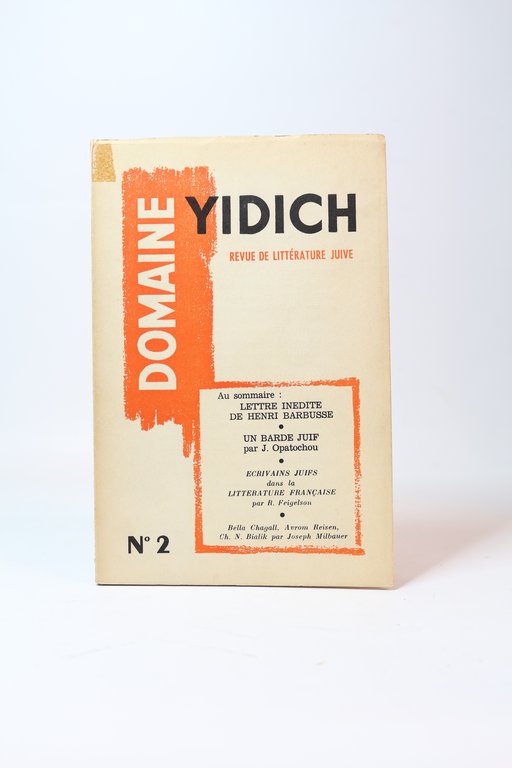 DOMAINE
YIDICH
REVUE DE LITTÉRATURE JUIVE
Au sommaire :
LETTRE INEDITE
DE HENRI BARBUSSE
•
UN BARDE JUIF
par J. Opatochou
•
ECRIVAINS JUIFS
dans la
LITTERATURE FRANÇAISE
par R. Feigelson
•
Bella Chagall, Avrom Reisen,
Ch. N. Bialik par Joseph Milbauer
N° 2